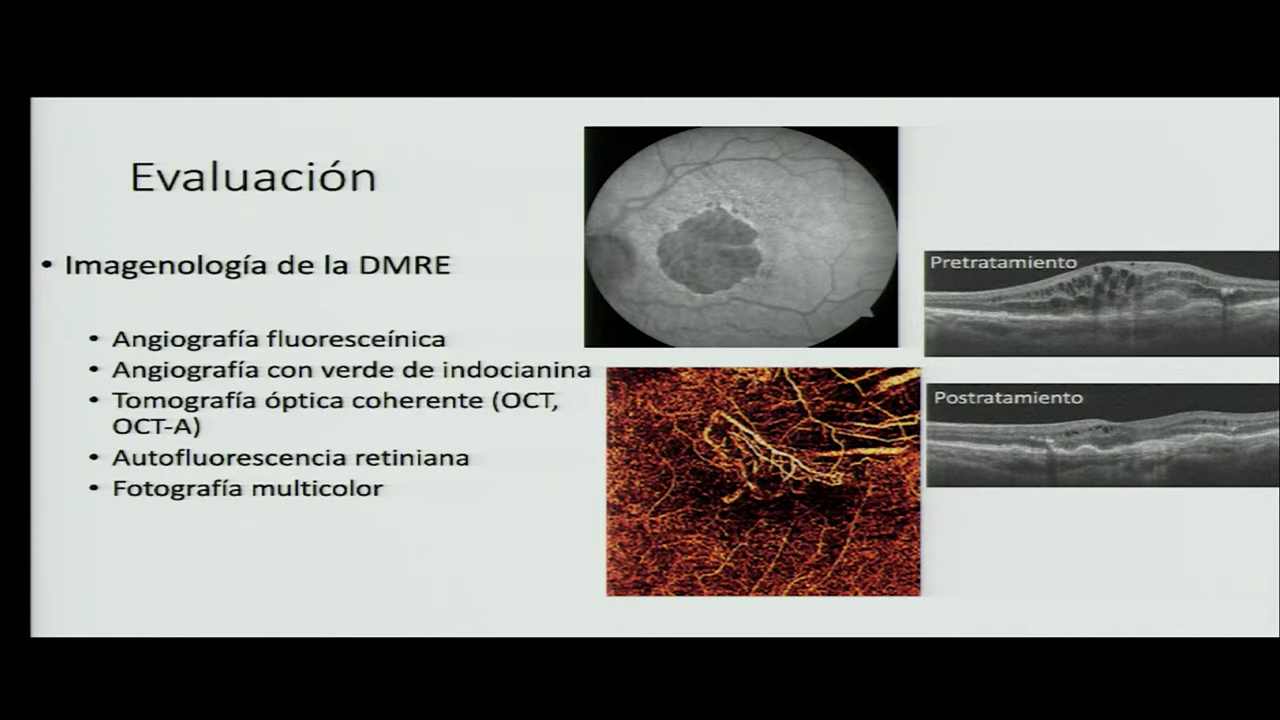 Evaluación
• Imagenología de la DMRE
• Angiografía fluoresceínica
• Angiografía con verde de indocianina
• Tomografía óptica coherente (OCT,
OCT-A)
• Autofluorescencia retiniana
• Fotografía multicolor
Pretratamiento
Postratamiento